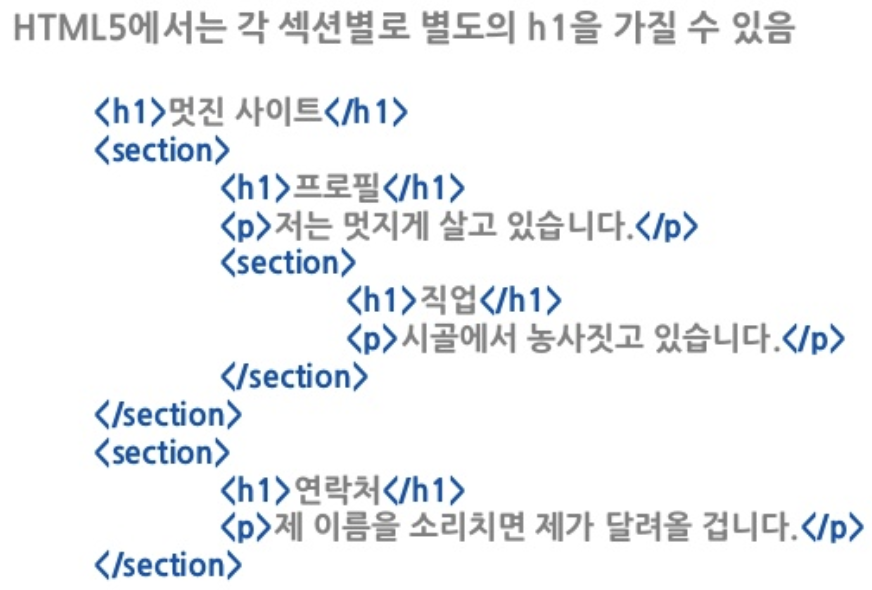 HTML5에서는 각 섹션별로 별도의 h1을 가질 수 있음
<h1>멋진 사이트</h1>
<section>
<h1>프로필</h1>
<p>저는 멋지게 살고 있습니다.</p>
<section>
<h1>직업</h1>
<p>시골에서 농사짓고 있습니다.</p>
</section>
</section>
<section>
<h1>연락처</h1>
<p>제 이름을 소리치면 제가 달려올 겁니다.</p>
</section>